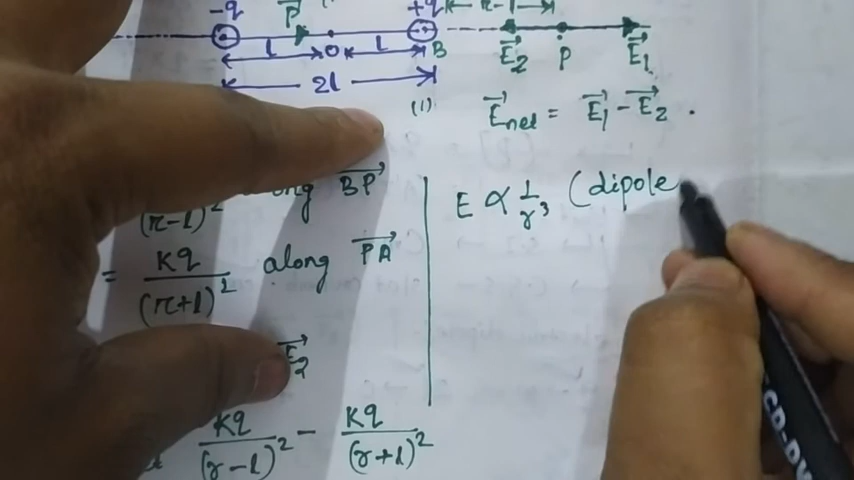 -q P +q r-l
l O l B E2 P E1
2l
(1) Enet = E1 - E2 .
along BP
(r-l)²
E ∝ 1/r³ (dipole
= Kq/(r+l)² along PA
E2
Kq/(r-l)² - Kq/(r+l)²